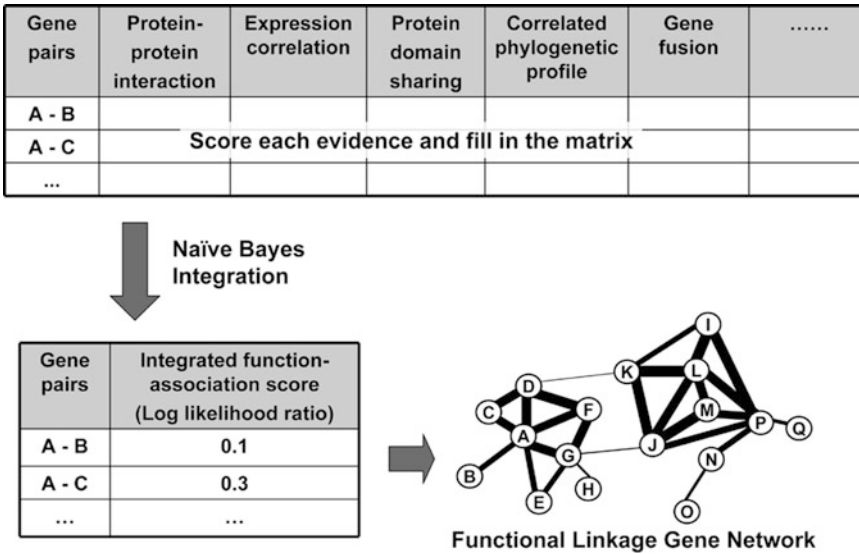 Gene pairs
Protein-protein interaction
Expression correlation
Protein domain sharing
Correlated phylogenetic profile
Gene fusion
......
A - B
Score each evidence and fill in the matrix
A - C
...
Naïve Bayes
Integration
Gene pairs
Integrated function-association score
(Log likelihood ratio)
A - B
0.1
A - C
0.3
...
...
I
K
L
D
C
F
M
A
P
Q
J
G
N
B
H
E
O
Functional Linkage Gene Network